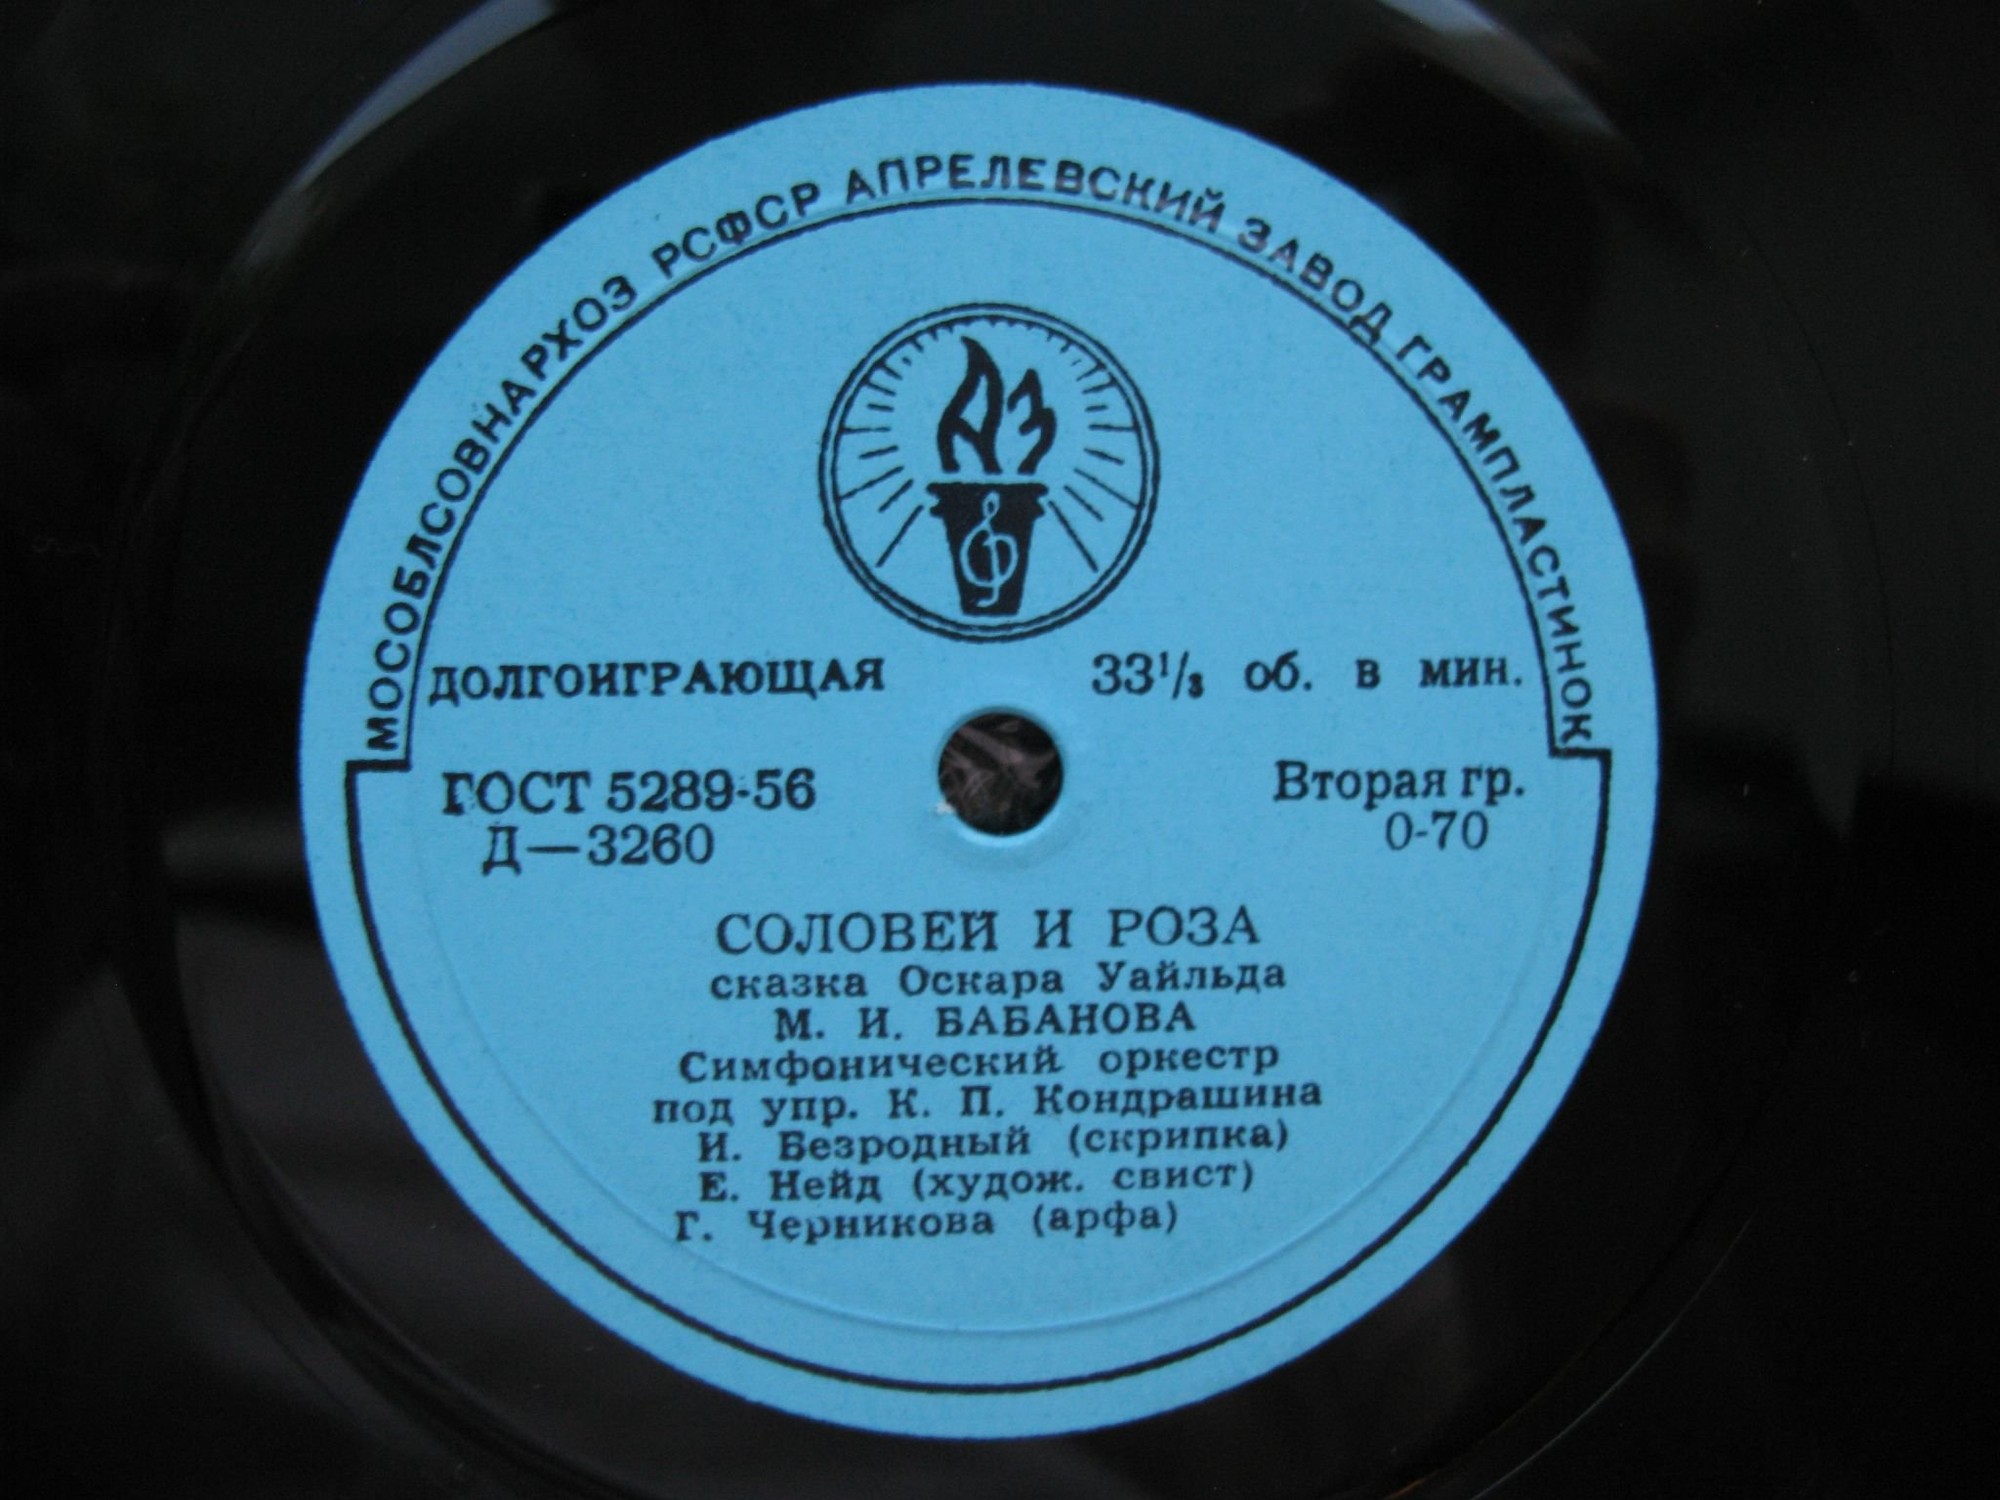 МОСОБЛСОВНАРХОЗ РСФСР АПРЕЛЕВСКИЙ ЗАВОД ГРАМПЛАСТИНОК
АЗ
ДОЛГОИГРАЮЩАЯ 33⅓ об. в мин.
ГОСТ 5289-56 Вторая гр.
Д—3260 0-70
СОЛОВЕЙ И РОЗА
сказка Оскара Уайльда
М. И. БАБАНОВА
Симфонический оркестр
под упр. К. П. Кондрашина
И. Безродный (скрипка)
Е. Нейд (худож. свист)
Г. Черникова (арфа)